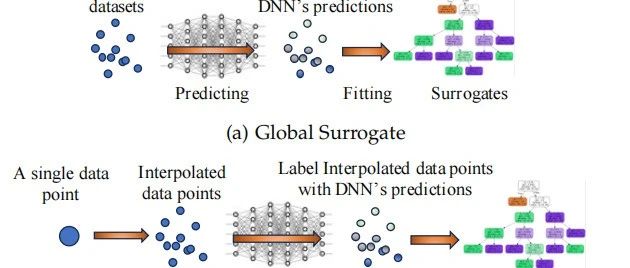 datasets
DNN's predictions
Predicting
Fitting
Surrogates
(a) Global Surrogate
A single data
point
Interpolated
data points
Label Interpolated data points
with DNN's predictions